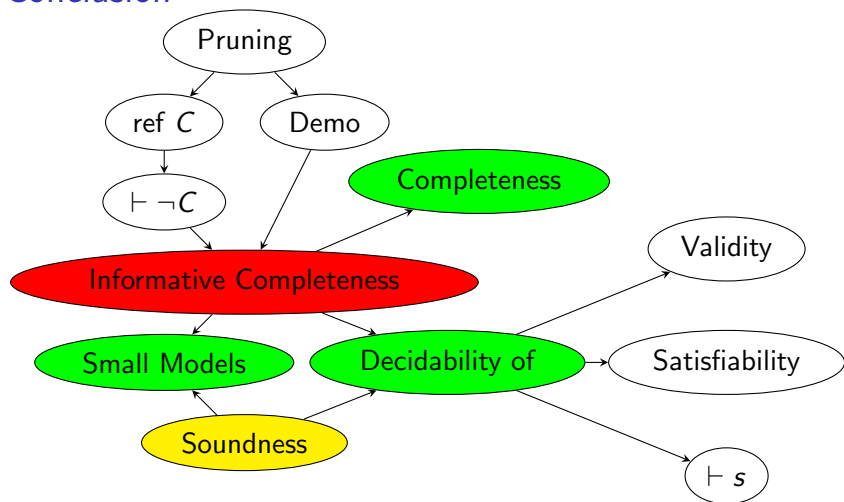 Conclusion
Pruning
ref C
Demo
⊢ ¬C
Completeness
Informative Completeness
Validity
Small Models
Decidability of
Satisfiability
Soundness
⊢ s